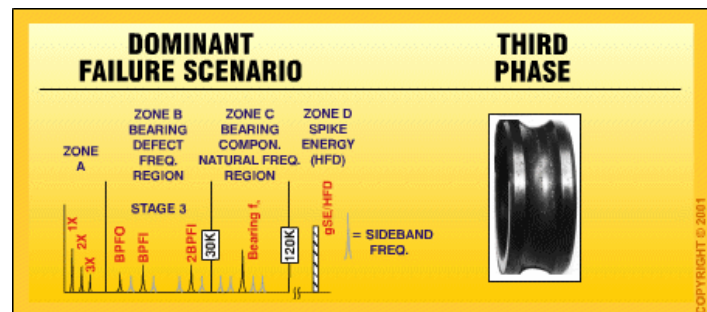 DOMINANT
FAILURE SCENARIO
THIRD
PHASE
ZONE
A
ZONE B
BEARING
DEFECT
FREQ.
REGION
ZONE C
BEARING
COMPON.
NATURAL FREQ.
REGION
ZONE D
SPIKE
ENERGY
(HFD)
STAGE 3
1X
2X
3X
BPFO
BPFI
2BPFI
30K
Bearing fn
120K
gSE/HFD
= SIDEBAND
FREQ.
COPYRIGHT © 2001